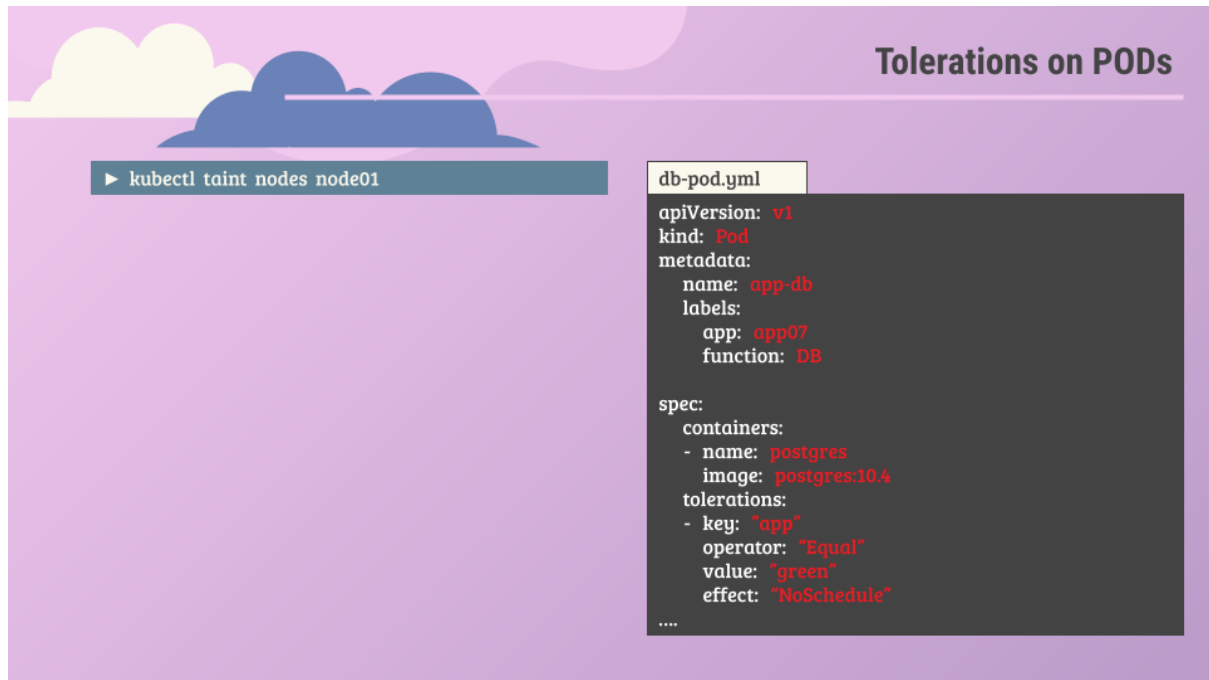 Tolerations on PODs
► kubectl taint nodes node01
db-pod.yml
apiVersion: v1
kind: Pod
metadata:
name: app-db
labels:
app: app07
function: DB
spec:
containers:
- name: postgres
image: postgres:10.4
tolerations:
- key: "app"
operator: "Equal"
value: "green"
effect: "NoSchedule"
....